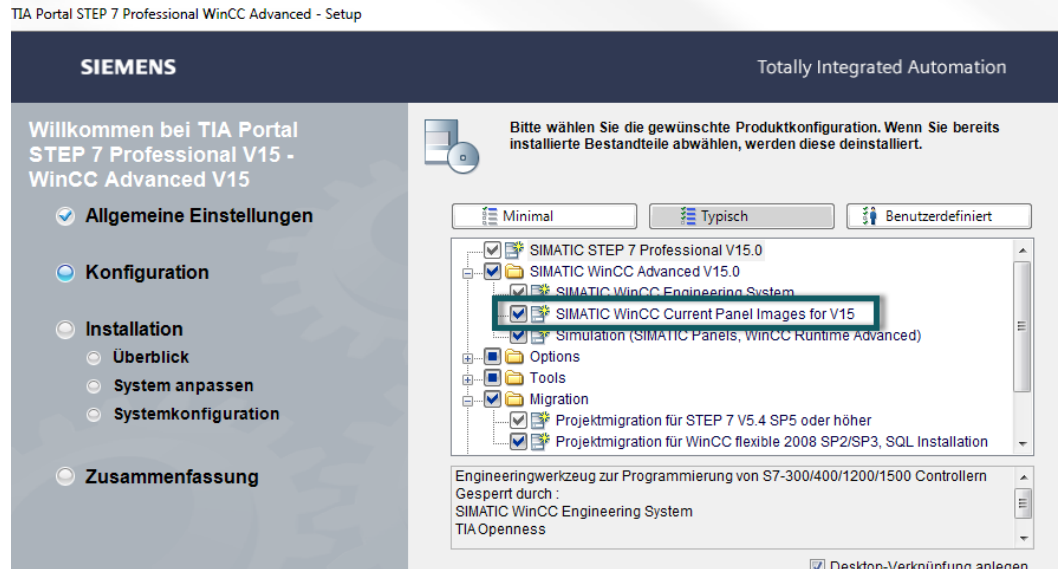 TIA Portal STEP 7 Professional WinCC Advanced - Setup
SIEMENS
Totally Integrated Automation
Willkommen bei TIA Portal
STEP 7 Professional V15 -
WinCC Advanced V15
Allgemeine Einstellungen
Konfiguration
Installation
Überblick
System anpassen
Systemkonfiguration
Zusammenfassung
Bitte wählen Sie die gewünschte Produktkonfiguration. Wenn Sie bereits
installierte Bestandteile abwählen, werden diese deinstalliert.
Minimal
Typisch
Benutzerdefiniert
SIMATIC STEP 7 Professional V15.0
SIMATIC WinCC Advanced V15.0
SIMATIC WinCC Engineering System
SIMATIC WinCC Current Panel Images for V15
Simulation (SIMATIC Panels, WinCC Runtime Advanced)
Options
Tools
Migration
Projektmigration für STEP 7 V5.4 SP5 oder höher
Projektmigration für WinCC flexible 2008 SP2/SP3, SQL Installation
Engineeringwerkzeug zur Programmierung von S7-300/400/1200/1500 Controllern
Gesperrt durch :
SIMATIC WinCC Engineering System
TIA Openness
Desktop-Verknüpfung anlegen